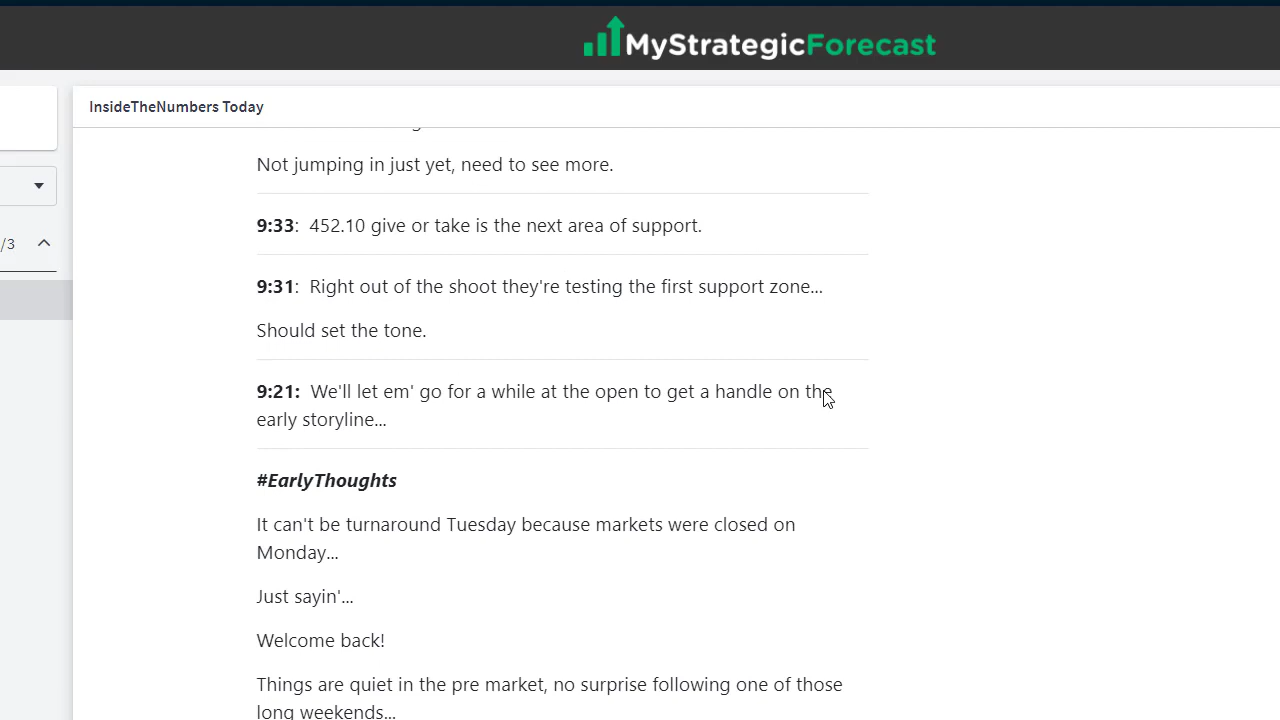 MyStrategicForecast
InsideTheNumbers Today
Not jumping in just yet, need to see more.
9:33:  452.10 give or take is the next area of support.
/3
9:31:  Right out of the shoot they're testing the first support zone...
Should set the tone.
9:21:  We'll let em' go for a while at the open to get a handle on the
early storyline...
#EarlyThoughts
It can't be turnaround Tuesday because markets were closed on
Monday...
Just sayin'...
Welcome back!
Things are quiet in the pre market, no surprise following one of those
long weekends...